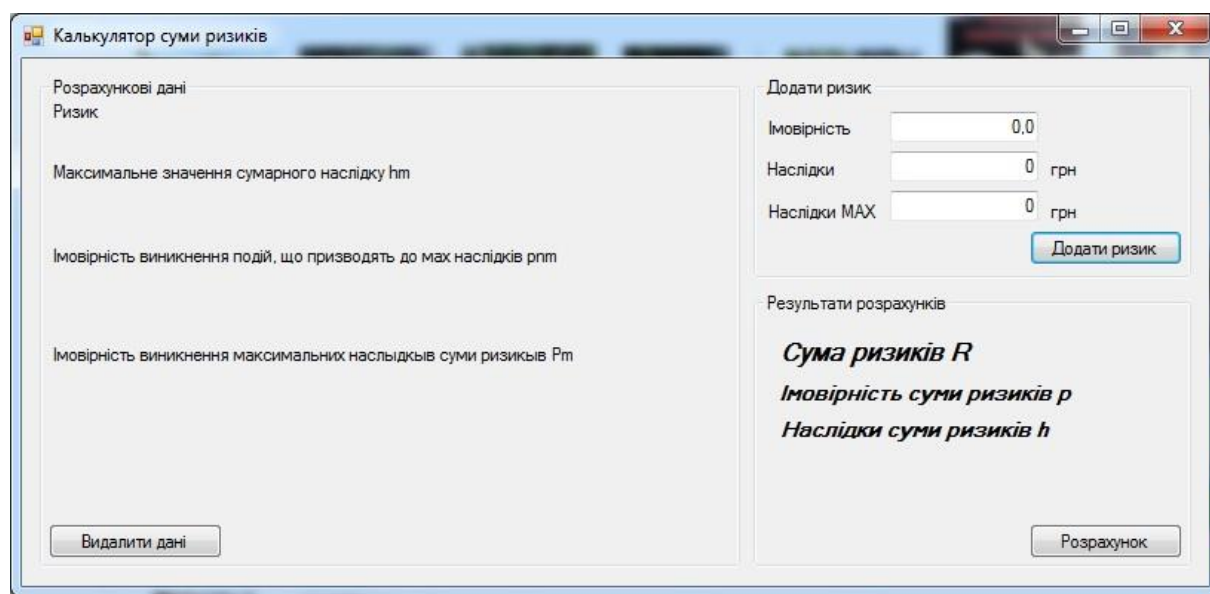 Калькулятор суми ризиків
Розрахункові дані
Ризик
Максимальне значення сумарного наслідку hm
Імовірність виникнення подій, що призводять до мах наслідків pnm
Імовірність виникнення максимальних наслыдкыв суми ризикыв Pm
Видалити дані
Додати ризик
Імовірність 0,0
Наслідки 0 грн
Наслідки MAX 0 грн
Додати ризик
Результати розрахунків
Сума ризиків R
Імовірність суми ризиків p
Наслідки суми ризиків h
Розрахунок